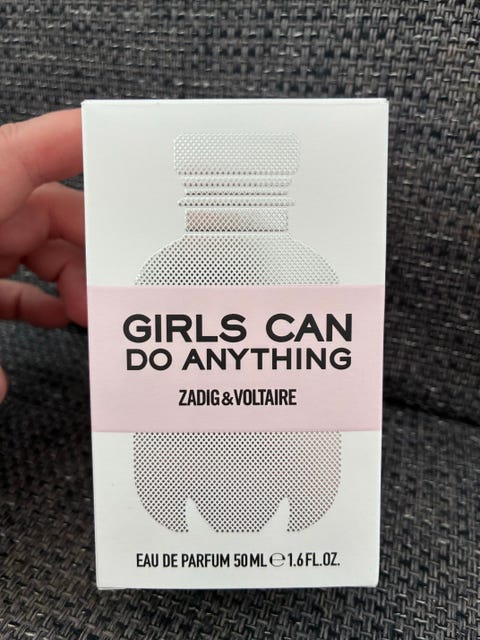 GIRLS CAN
DO ANYTHING
ZADIG&VOLTAIRE
EAU DE PARFUM 50 ML ℮ 1.6 FL.OZ.